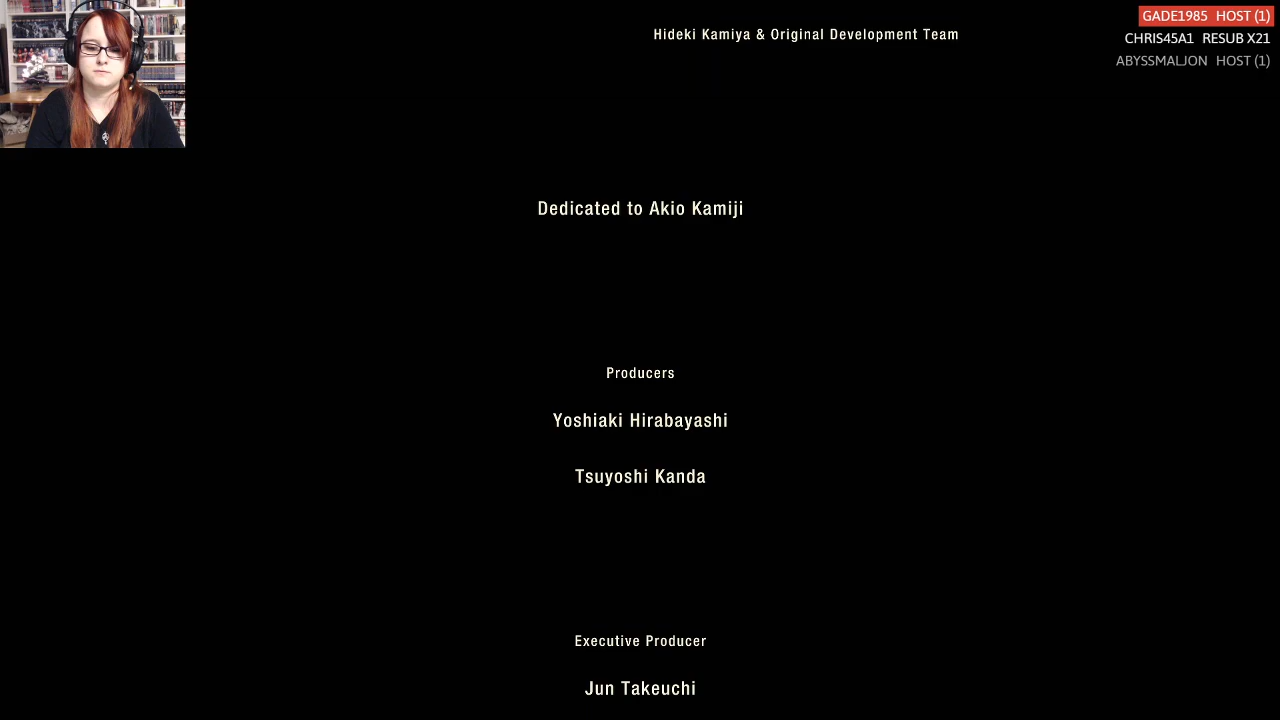 Hideki Kamiya & Original Development Team
GADE1985 HOST (1)
CHRIS45A1 RESUB X21
ABYSSMALJON HOST (1)
Dedicated to Akio Kamiji
Producers
Yoshiaki Hirabayashi
Tsuyoshi Kanda
Executive Producer
Jun Takeuchi